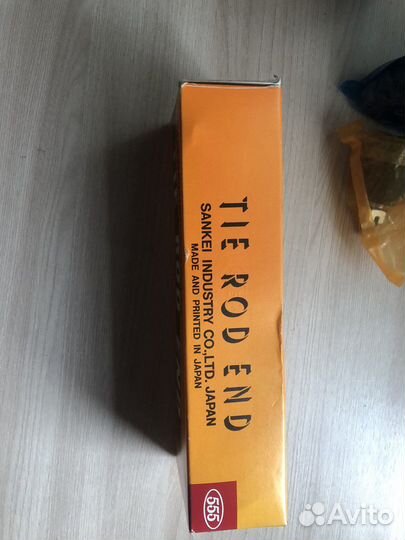 TIE ROD END
SANKEI INDUSTRY CO.,LTD. JAPAN
MADE AND PRINTED IN JAPAN
555
Avito